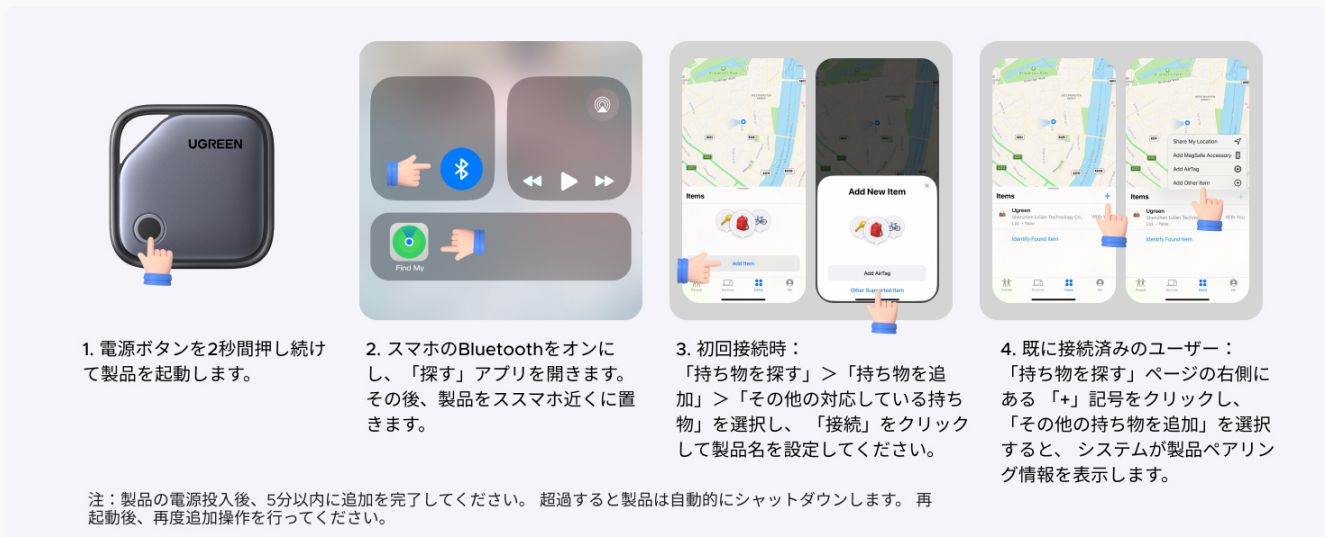 UGREEN
Find My
Items
Add Item
Add New Item
Add AirTag
Other Supported Item
Items
Ugreen
Identify Found Item
Share My Location
Add MagSafe Accessory
Add AirTag
Add Other Item
Items
Ugreen
With You
Identify Found Item
1. 電源ボタンを2秒間押し続け
て製品を起動します。
2. スマホのBluetoothをオンに
し、「探す」アプリを開きます。
その後、製品をススマホ近くに置
きます。
3. 初回接続時：
「持ち物を探す」＞「持ち物を追
加」＞「その他の対応している持ち
物」を選択し、 「接続」をクリック
して製品名を設定してください。
4. 既に接続済みのユーザー：
「持ち物を探す」ページの右側に
ある 「+」記号をクリックし、
「その他の持ち物を追加」を選択
すると、 システムが製品ペアリン
グ情報を表示します。
注：製品の電源投入後、5分以内に追加を完了してください。 超過すると製品は自動的にシャットダウンします。 再
起動後、再度追加操作を行ってください。